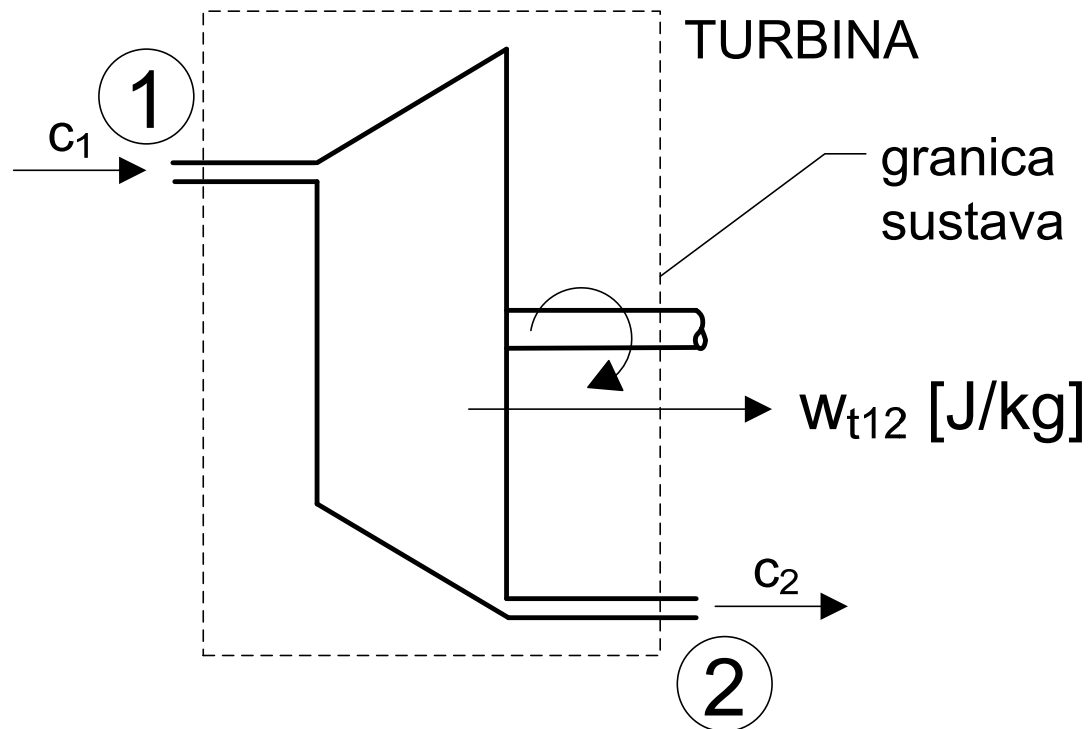 TURBINA
1
c₁
granica
sustava
wₜ₁₂ [J/kg]
c₂
2